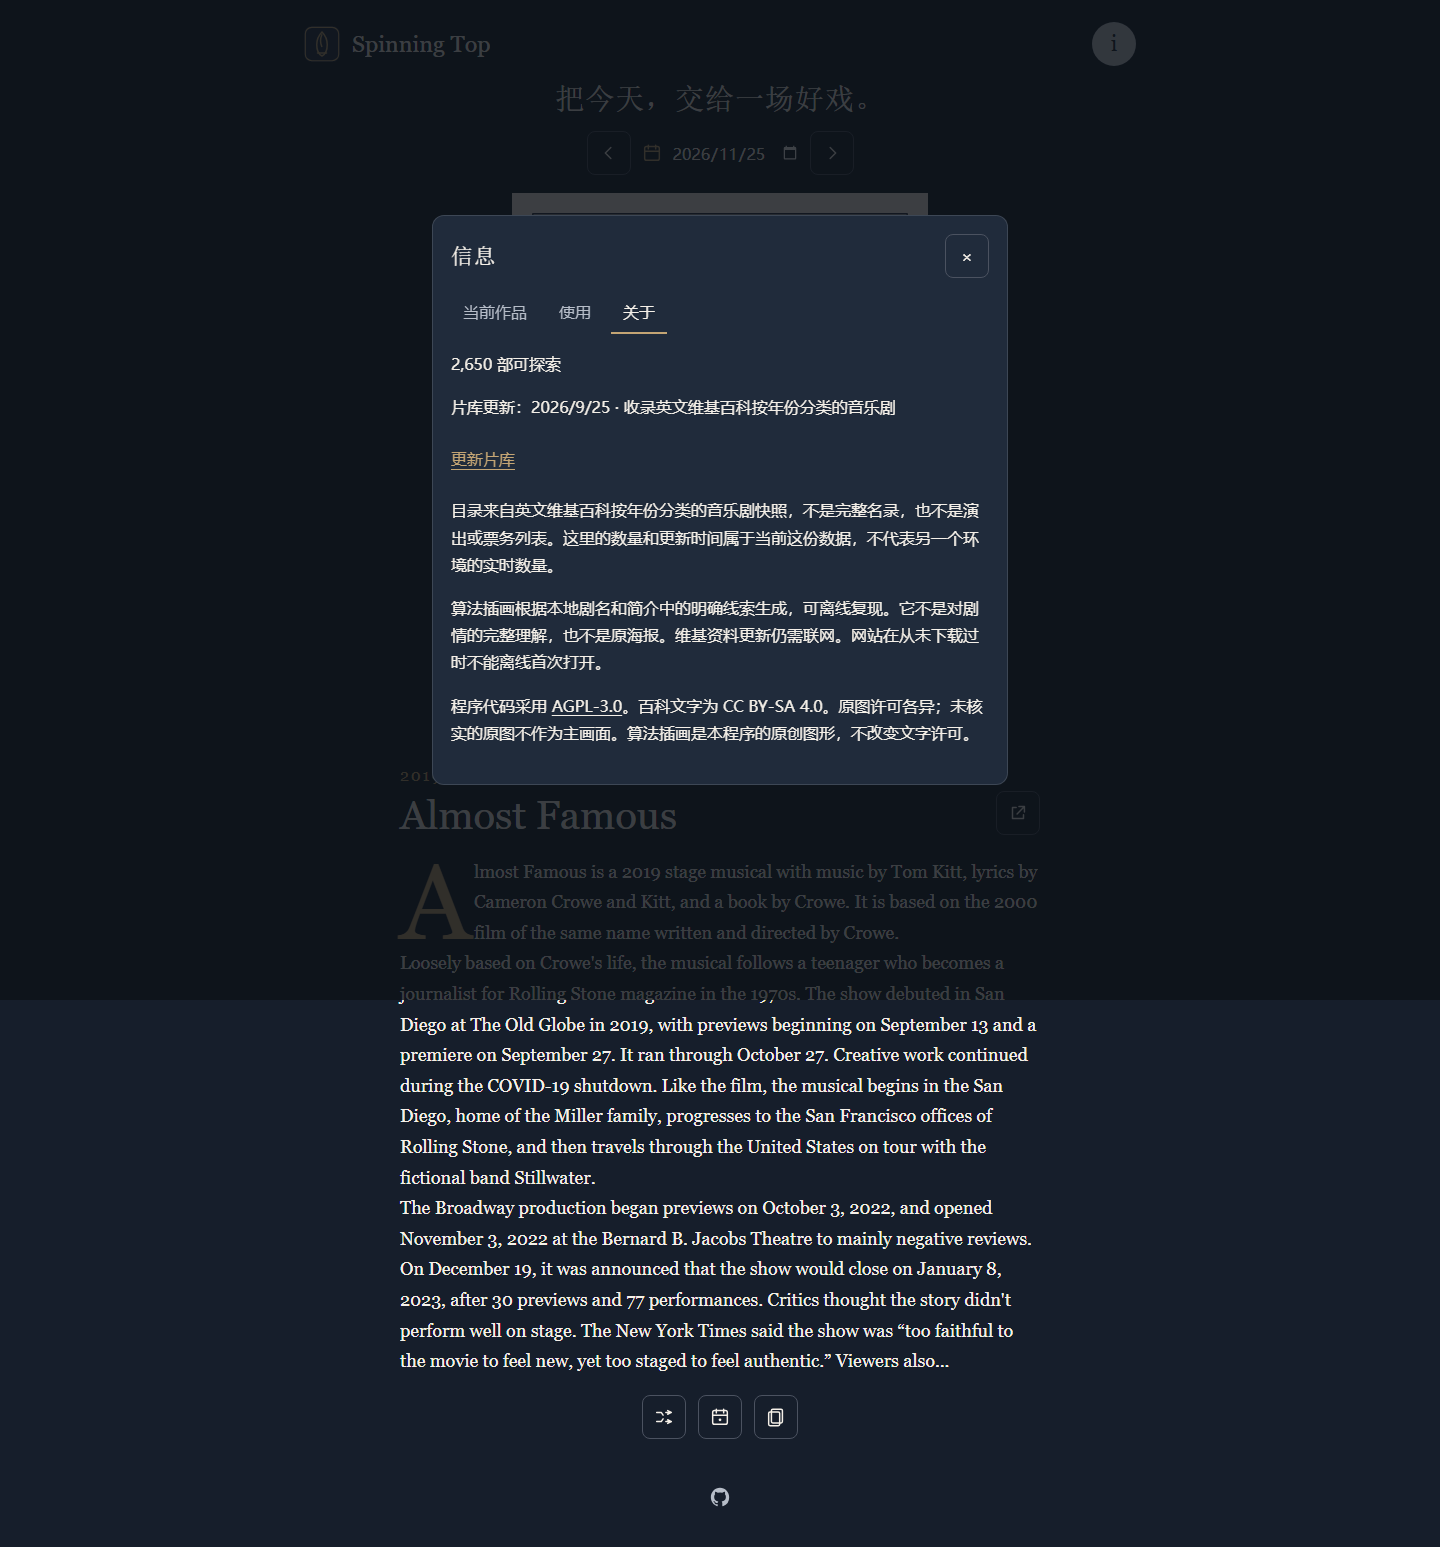 Spinning Top
i
把今天，交给一场好戏。
2026/11/25
信息
×
当前作品 使用 关于
2,650 部可探索
片库更新：2026/9/25 · 收录英文维基百科按年份分类的音乐剧
更新片库
目录来自英文维基百科按年份分类的音乐剧快照，不是完整名录，也不是演
出或票务列表。这里的数量和更新时间属于当前这份数据，不代表另一个环
境的实时数量。
算法插画根据本地剧名和简介中的明确线索生成，可离线复现。它不是对剧
情的完整理解，也不是原海报。维基资料更新仍需联网。网站在从未下载过
时不能离线首次打开。
程序代码采用 AGPL-3.0。百科文字为 CC BY-SA 4.0。原图许可各异；未核
实的原图不作为主画面。算法插画是本程序的原创图形，不改变文字许可。
201
Almost Famous
Almost Famous is a 2019 stage musical with music by Tom Kitt, lyrics by
Cameron Crowe and Kitt, and a book by Crowe. It is based on the 2000
film of the same name written and directed by Crowe.
Loosely based on Crowe's life, the musical follows a teenager who becomes a
journalist for Rolling Stone magazine in the 1970s. The show debuted in San
Diego at The Old Globe in 2019, with previews beginning on September 13 and a
premiere on September 27. It ran through October 27. Creative work continued
during the COVID-19 shutdown. Like the film, the musical begins in the San
Diego, home of the Miller family, progresses to the San Francisco offices of
Rolling Stone, and then travels through the United States on tour with the
fictional band Stillwater.
The Broadway production began previews on October 3, 2022, and opened
November 3, 2022 at the Bernard B. Jacobs Theatre to mainly negative reviews.
On December 19, it was announced that the show would close on January 8,
2023, after 30 previews and 77 performances. Critics thought the story didn't
perform well on stage. The New York Times said the show was “too faithful to
the movie to feel new, yet too staged to feel authentic.” Viewers also...